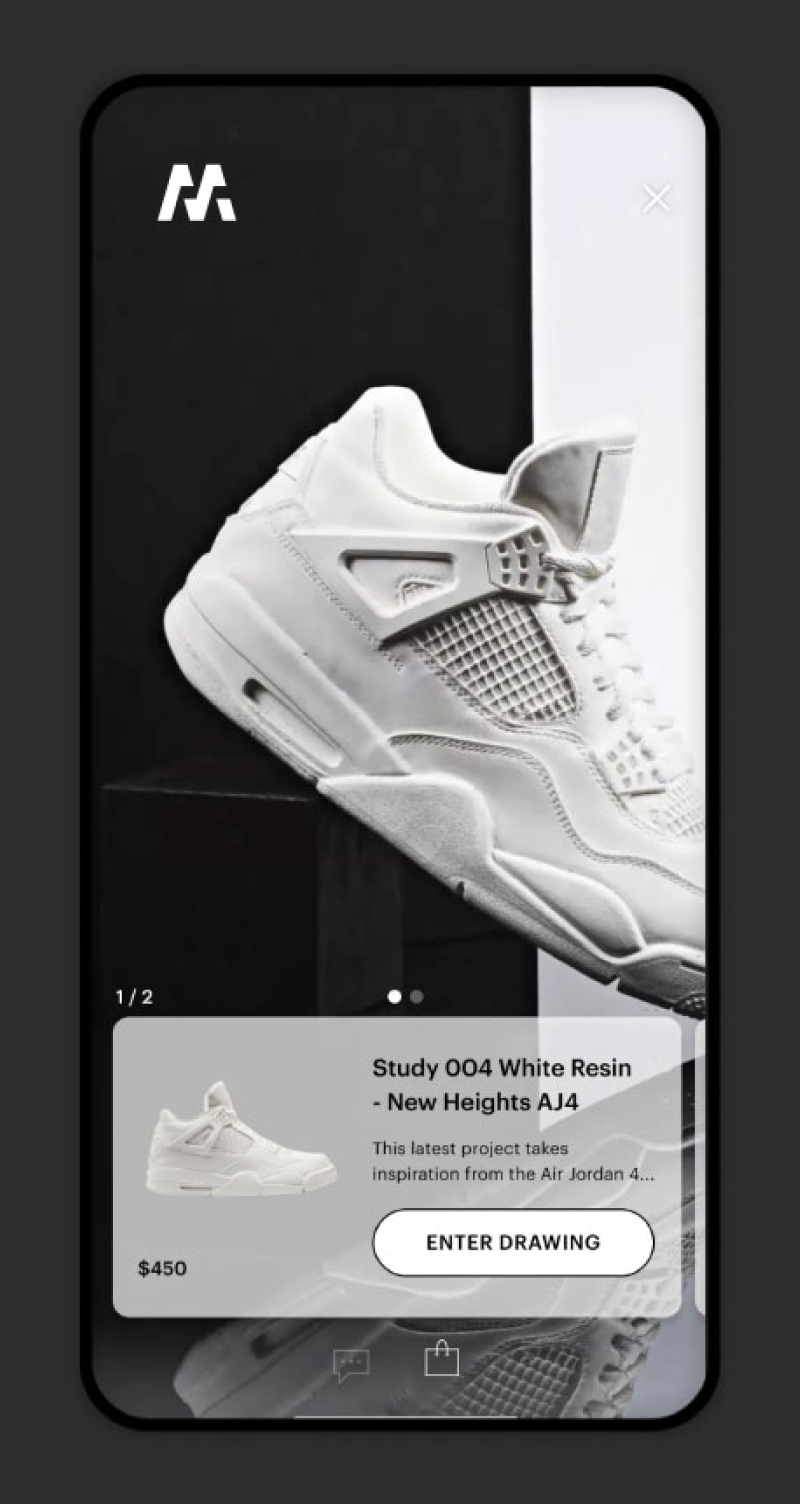 1 / 2
Study 004 White Resin
- New Heights AJ4
This latest project takes
inspiration from the Air Jordan 4...
ENTER DRAWING
$450